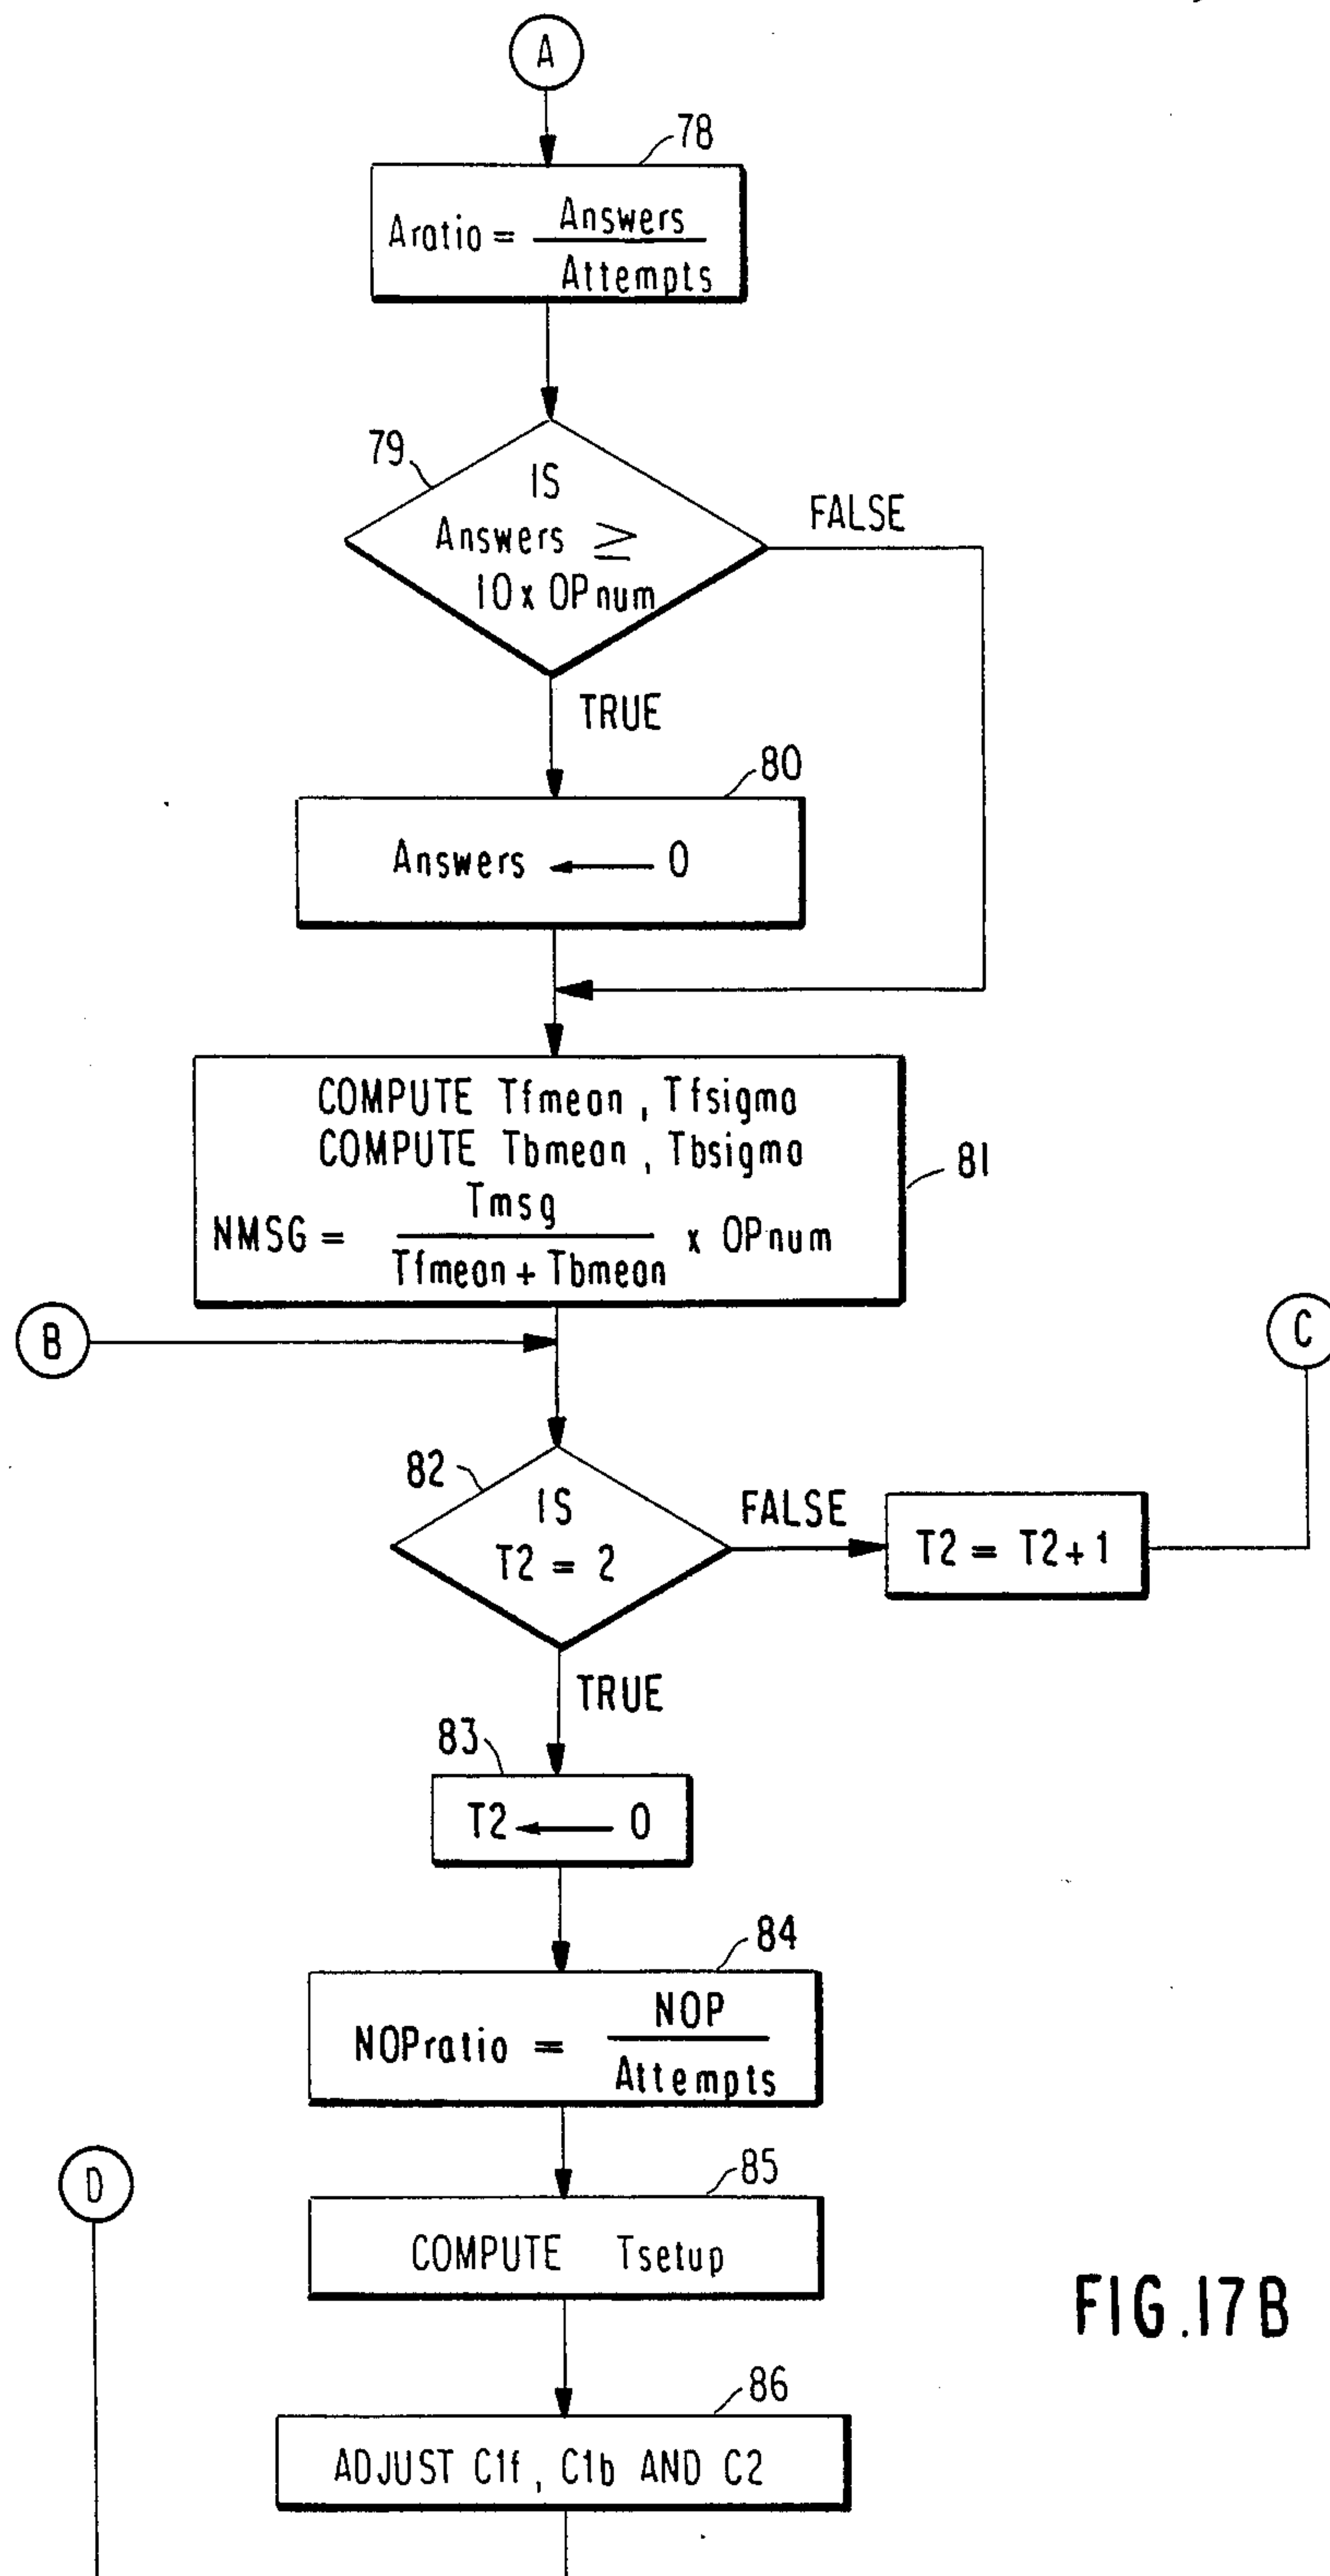 A
78
Aratio = Answers
Attempts
79
IS
Answers ≧
10 x OPnum
FALSE
TRUE
80
Answers ← 0
COMPUTE Tfmean , Tfsigma
COMPUTE Tbmean , Tbsigma
Tmsg
NMSG = x OPnum
Tfmean + Tbmean
81
B
C
82
IS
T2 = 2
FALSE
T2 = T2+1
TRUE
83
T2 ← 0
84
NOPratio = NOP
Attempts
D
85
COMPUTE Tsetup
FIG.17B
86
ADJUST C1f, C1b AND C2